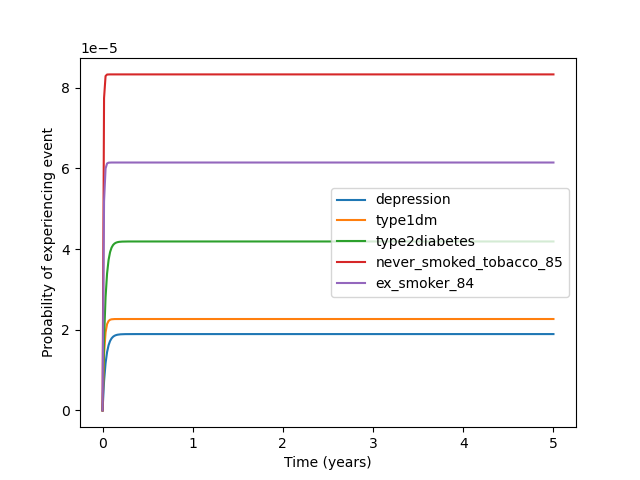 1e−5
8
6
4
2
0
Probability of experiencing event
depression
type1dm
type2diabetes
never_smoked_tobacco_85
ex_smoker_84
0 1 2 3 4 5
Time (years)